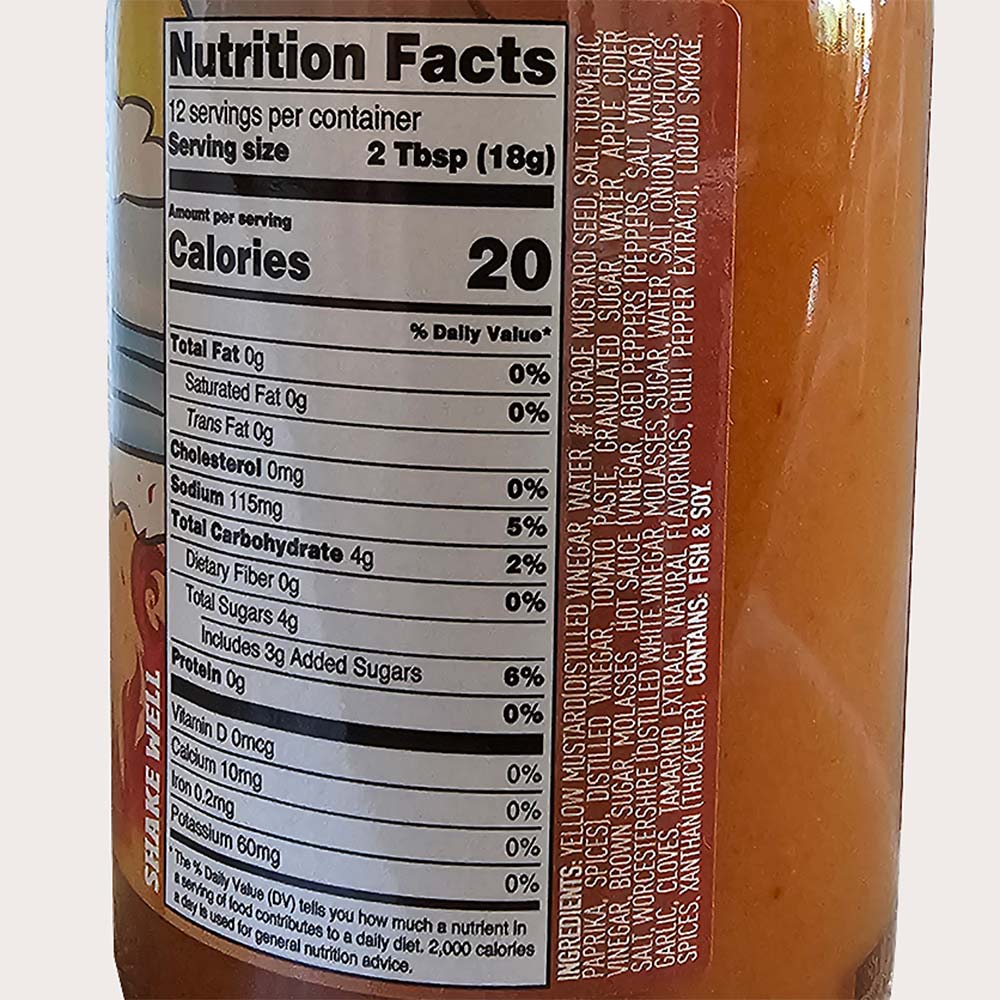 Nutrition Facts
12 servings per container
Serving size 2 Tbsp (18g)
Amount per serving
Calories 20
% Daily Value*
Total Fat 0g 0%
Saturated Fat 0g 0%
Trans Fat 0g
Cholesterol 0mg 0%
Sodium 115mg 5%
Total Carbohydrate 4g 2%
Dietary Fiber 0g 0%
Total Sugars 4g
Includes 3g Added Sugars 6%
Protein 0g 0%
Vitamin D 0mcg 0%
Calcium 10mg 0%
Iron 0.2mg 0%
Potassium 60mg 0%
*The % Daily Value (DV) tells you how much a nutrient in
a serving of food contributes to a daily diet. 2,000 calories
a day is used for general nutrition advice.
SHAKE WELL
INGREDIENTS: YELLOW MUSTARD (DISTILLED VINEGAR, WATER, #1 GRADE MUSTARD SEED, SALT, TURMERIC,
PAPRIKA, SPICES), DISTILLED VINEGAR, TOMATO PASTE, GRANULATED SUGAR, WATER, APPLE CIDER
VINEGAR, BROWN SUGAR, MOLASSES, HOT SAUCE (VINEGAR, AGED PEPPERS [PEPPERS, SALT, VINEGAR],
SALT, WORCESTERSHIRE (DISTILLED WHITE VINEGAR, MOLASSES, SUGAR, WATER, SALT, ONION, ANCHOVIES,
GARLIC, CLOVES, TAMARIND EXTRACT, NATURAL FLAVORINGS, CHILI PEPPER EXTRACT), LIQUID SMOKE,
SPICES, XANTHAN (THICKENER). CONTAINS: FISH & SOY.